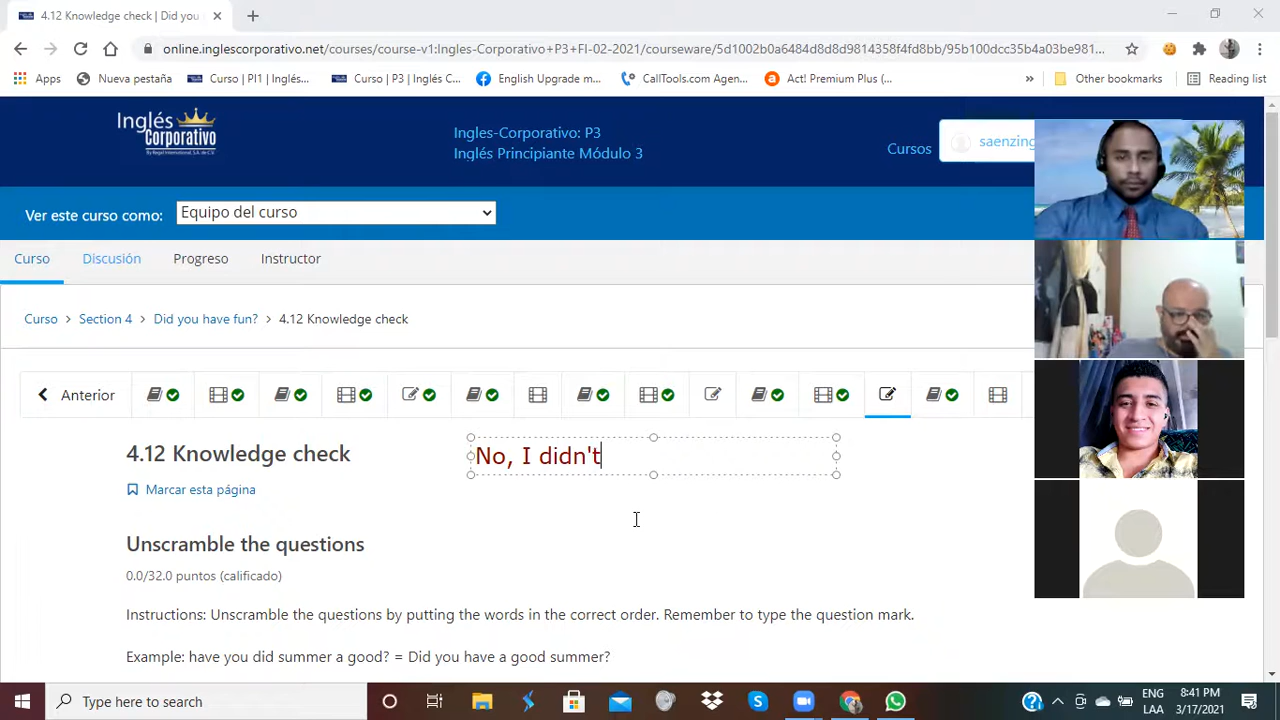 4.12 Knowledge check | Did you
online.inglescorporativo.net/courses/course-v1:Ingles-Corporativo+P3+FI-02-2021/courseware/5d1002b0a6484d8d8d9814358f4fd8bb/95b100dcc35b4a03be981...
Apps
Nueva pestaña
Curso | PI1 | Inglés...
Curso | P3 | Inglés C...
English Upgrade m...
CallTools.com Agen...
Act! Premium Plus (...
»
Other bookmarks
Reading list
Inglés
Corporativo
By Regal International, S.A. de C.V.
Ingles-Corporativo: P3
Inglés Principiante Módulo 3
Cursos
saenzing
Ver este curso como:
Equipo del curso
Curso
Discusión
Progreso
Instructor
Curso > Section 4 > Did you have fun? > 4.12 Knowledge check
Anterior
4.12 Knowledge check
No, I didn't
Marcar esta página
Unscramble the questions
0.0/32.0 puntos (calificado)
Instructions: Unscramble the questions by putting the words in the correct order. Remember to type the question mark.
Example: have you did summer a good? = Did you have a good summer?
Type here to search
ENG
LAA
8:41 PM
3/17/2021